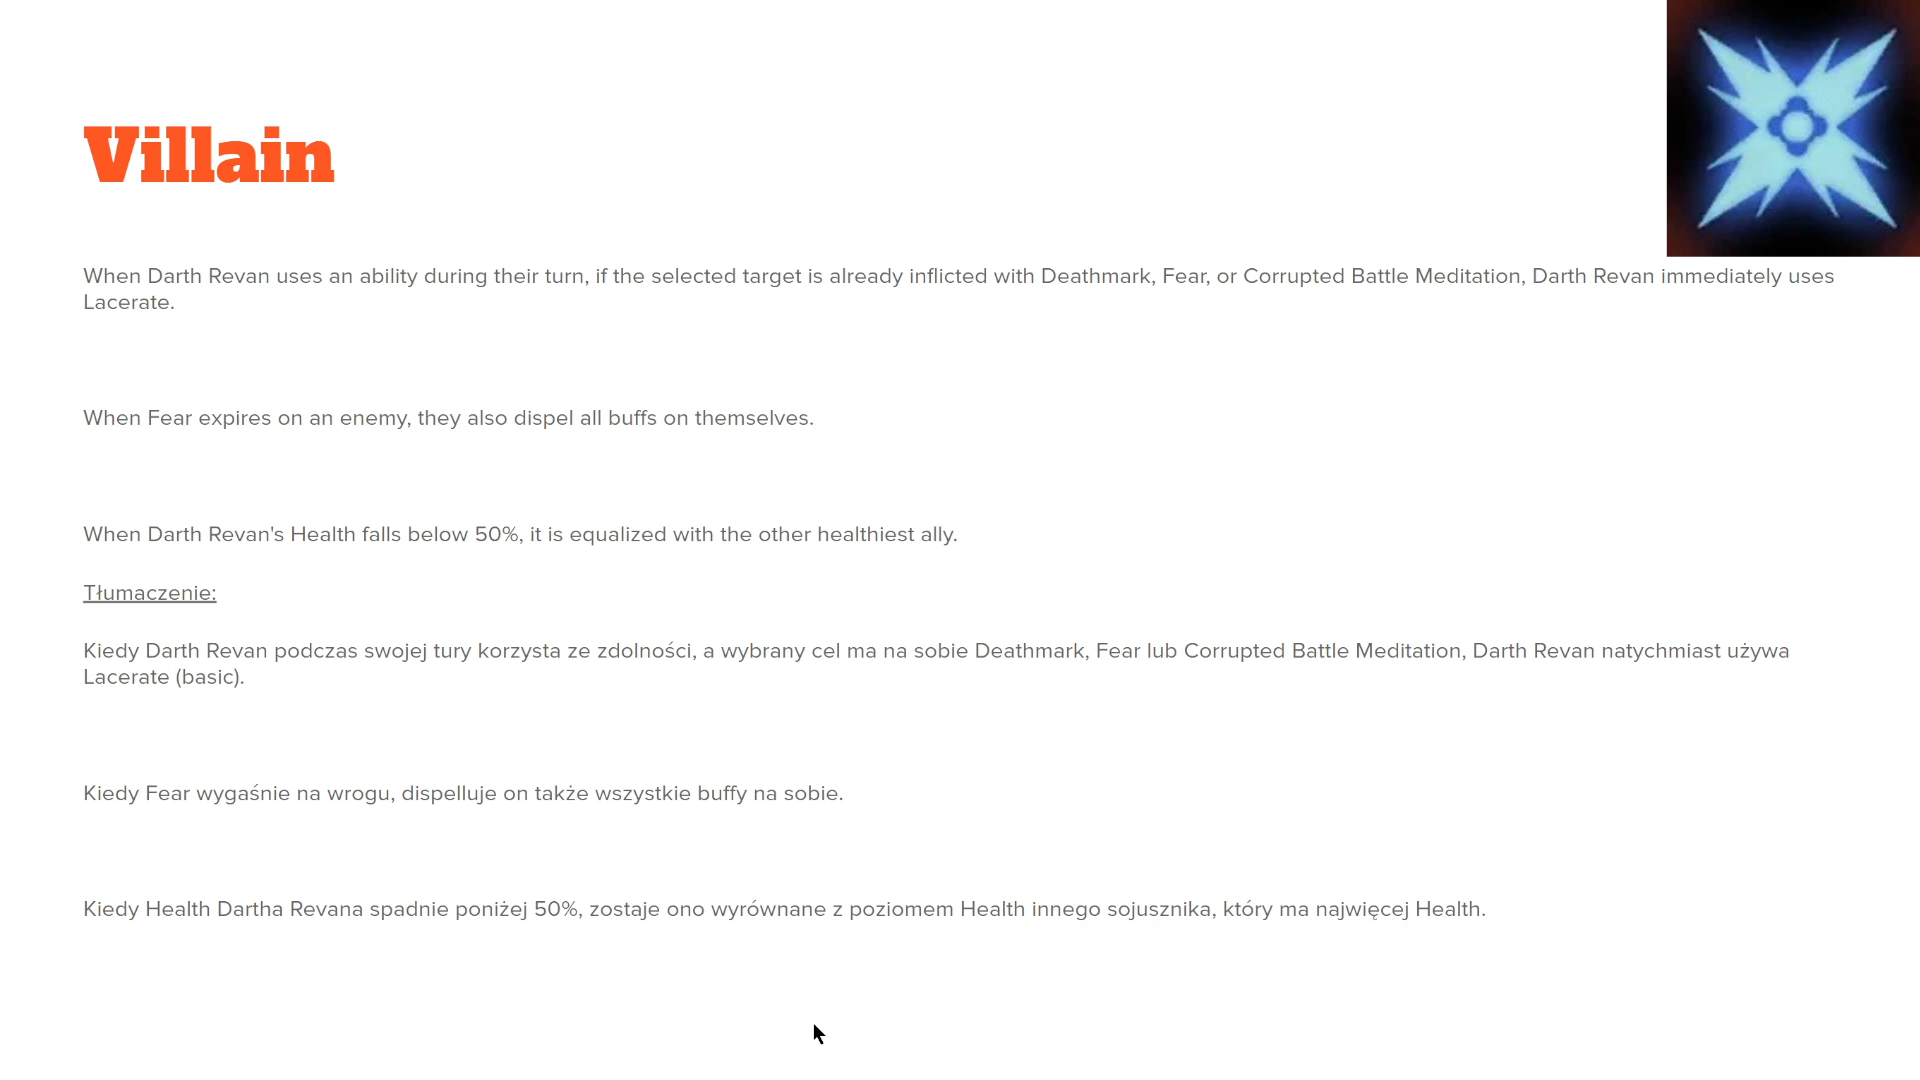 Villain
When Darth Revan uses an ability during their turn, if the selected target is already inflicted with Deathmark, Fear, or Corrupted Battle Meditation, Darth Revan immediately uses
Lacerate.
When Fear expires on an enemy, they also dispel all buffs on themselves.
When Darth Revan's Health falls below 50%, it is equalized with the other healthiest ally.
Tłumaczenie:
Kiedy Darth Revan podczas swojej tury korzysta ze zdolności, a wybrany cel ma na sobie Deathmark, Fear lub Corrupted Battle Meditation, Darth Revan natychmiast używa
Lacerate (basic).
Kiedy Fear wygaśnie na wrogu, dispelluje on także wszystkie buffy na sobie.
Kiedy Health Dartha Revana spadnie poniżej 50%, zostaje ono wyrównane z poziomem Health innego sojusznika, który ma najwięcej Health.